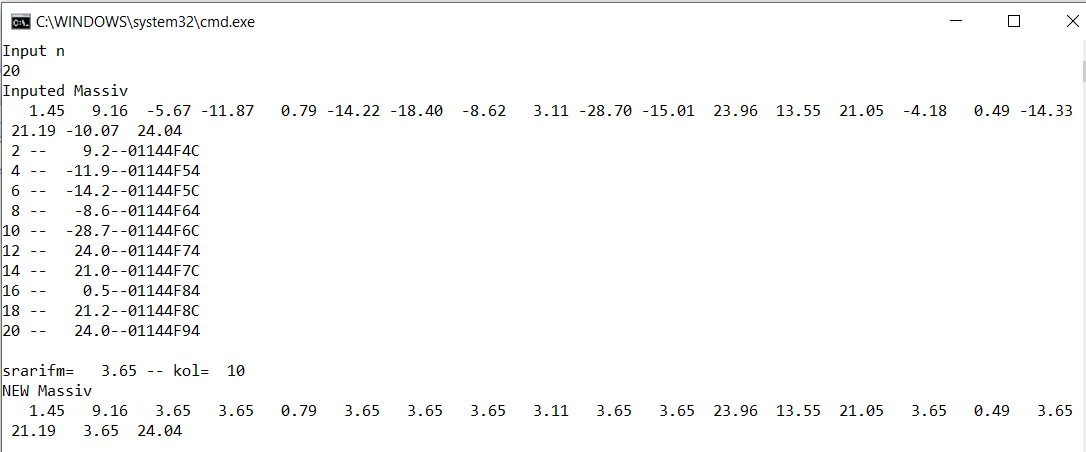 C:\WINDOWS\system32\cmd.exe
Input n
20
Inputed Massiv
1.45 9.16 -5.67 -11.87 0.79 -14.22 -18.40 -8.62 3.11 -28.70 -15.01 23.96 13.55 21.05 -4.18 0.49 -14.33
21.19 -10.07 24.04
2 -- 9.2--01144F4C
4 -- -11.9--01144F54
6 -- -14.2--01144F5C
8 -- -8.6--01144F64
10 -- -28.7--01144F6C
12 -- 24.0--01144F74
14 -- 21.0--01144F7C
16 -- 0.5--01144F84
18 -- 21.2--01144F8C
20 -- 24.0--01144F94
srarifm= 3.65 -- kol= 10
NEW Massiv
1.45 9.16 3.65 3.65 0.79 3.65 3.65 3.65 3.11 3.65 3.65 23.96 13.55 21.05 3.65 0.49 3.65
21.19 3.65 24.04